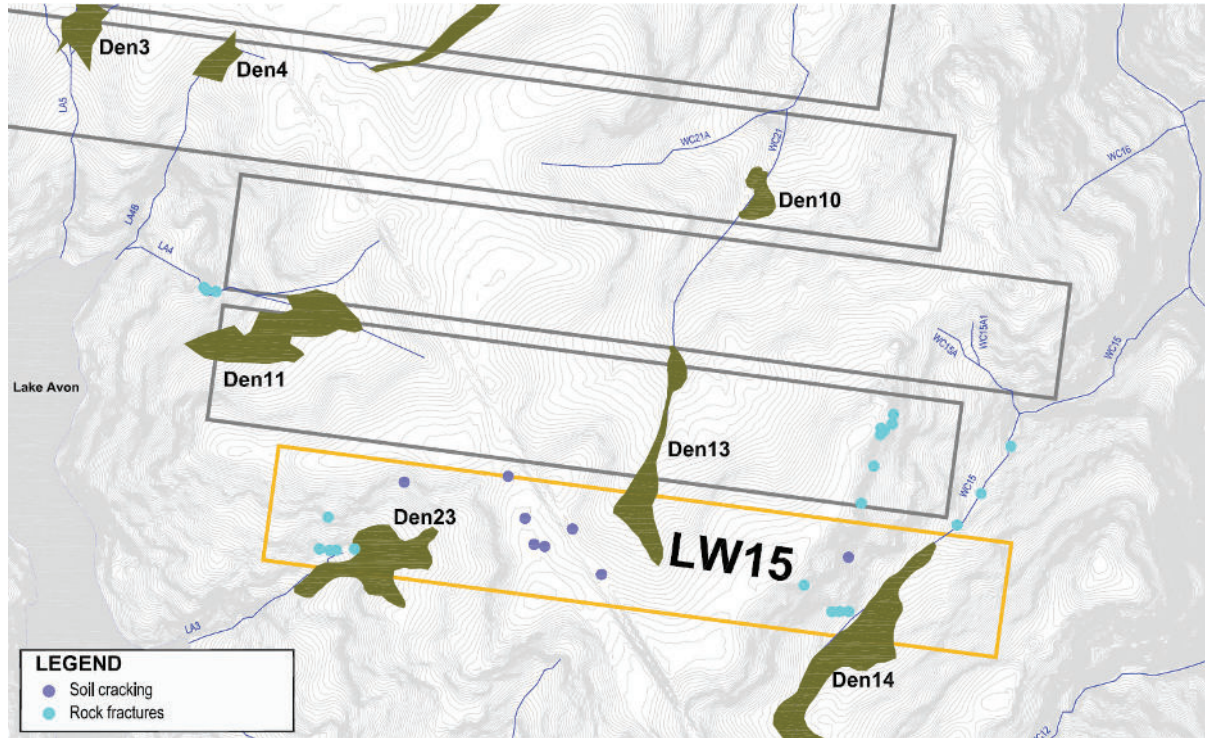 Den3
Den4
LA5
WC21A
WC21
WC16
LA4B
Den10
LA4
WC15A
WC15A1
WC15
Lake Avon
Den11
Den13
WC15
Den23
LW15
LA3
Den14
LEGEND
Soil cracking
Rock fractures
WC12